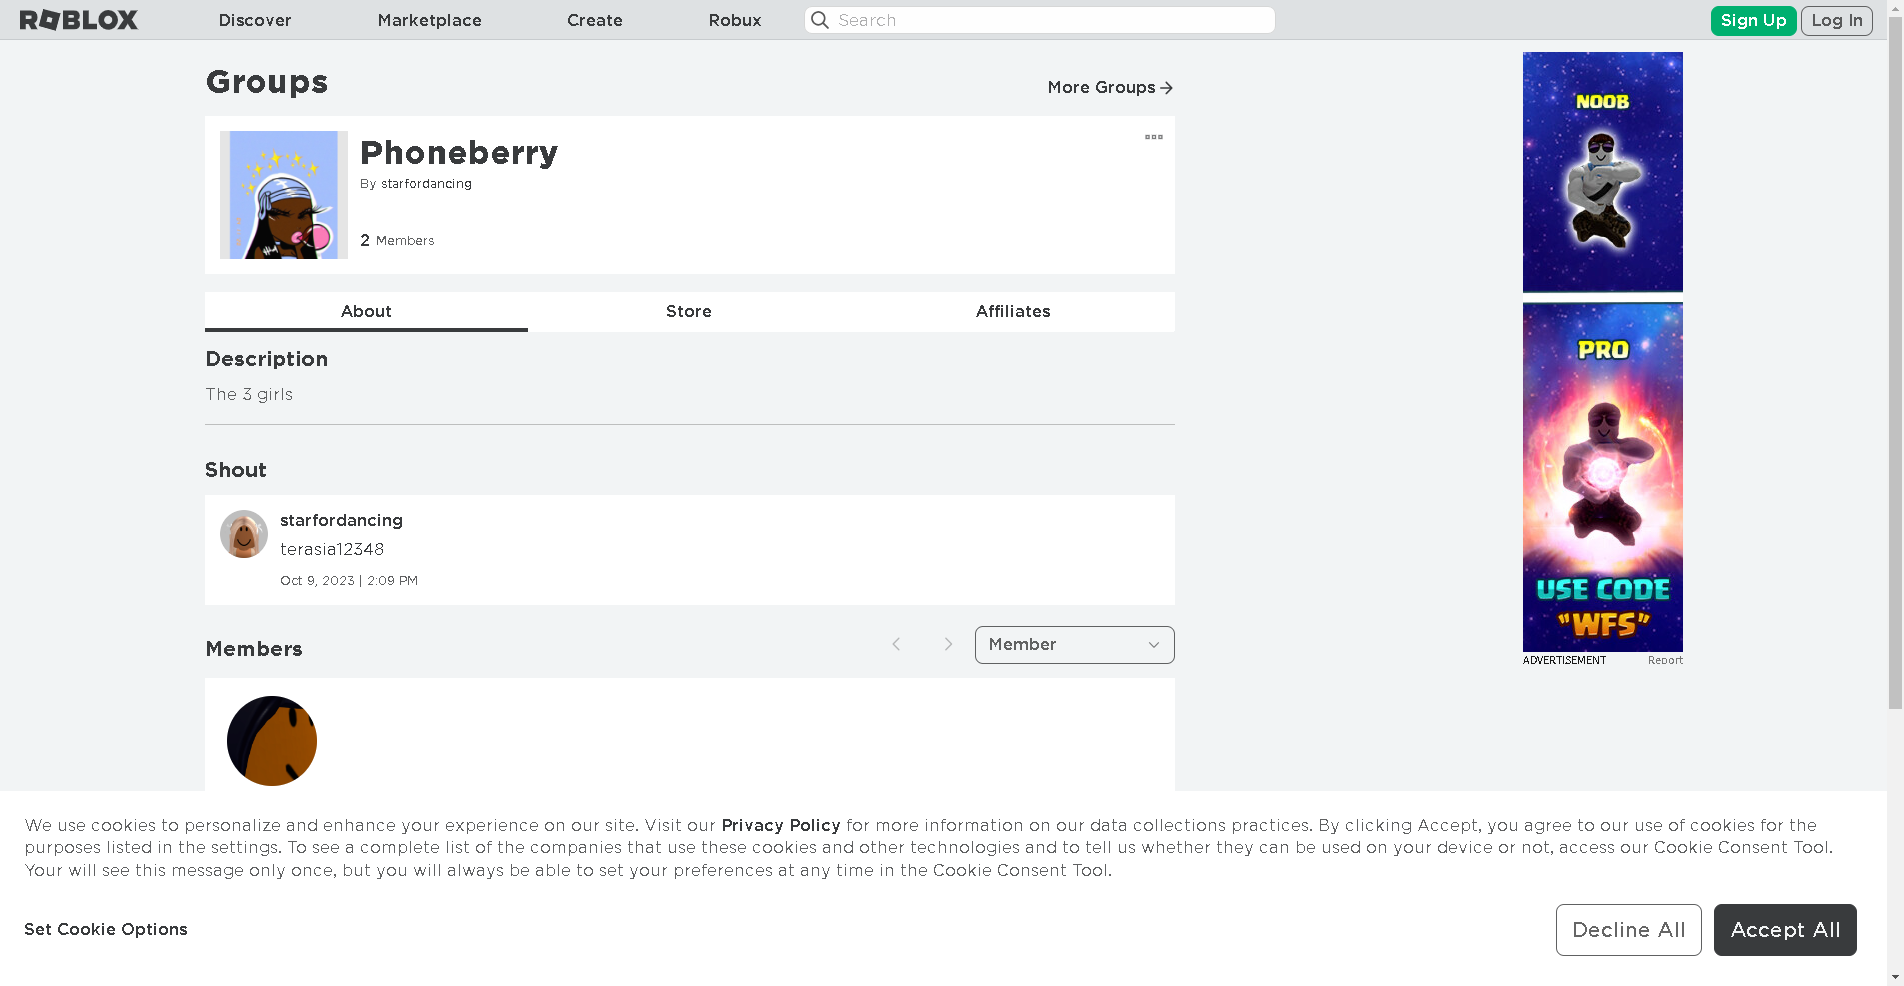 ROBLOX
Discover
Marketplace
Create
Robux
Search
Sign Up
Log In
Groups
More Groups
Phoneberry
By starfordancing
2 Members
About
Store
Affiliates
Description
The 3 girls
Shout
starfordancing
terasia12348
Oct 9, 2023 | 2:09 PM
Members
Member
NOOB
PRO
USE CODE
"WFS"
ADVERTISEMENT
Report
We use cookies to personalize and enhance your experience on our site. Visit our Privacy Policy for more information on our data collections practices. By clicking Accept, you agree to our use of cookies for the
purposes listed in the settings. To see a complete list of the companies that use these cookies and other technologies and to tell us whether they can be used on your device or not, access our Cookie Consent Tool.
Your will see this message only once, but you will always be able to set your preferences at any time in the Cookie Consent Tool.
Set Cookie Options
Decline All
Accept All